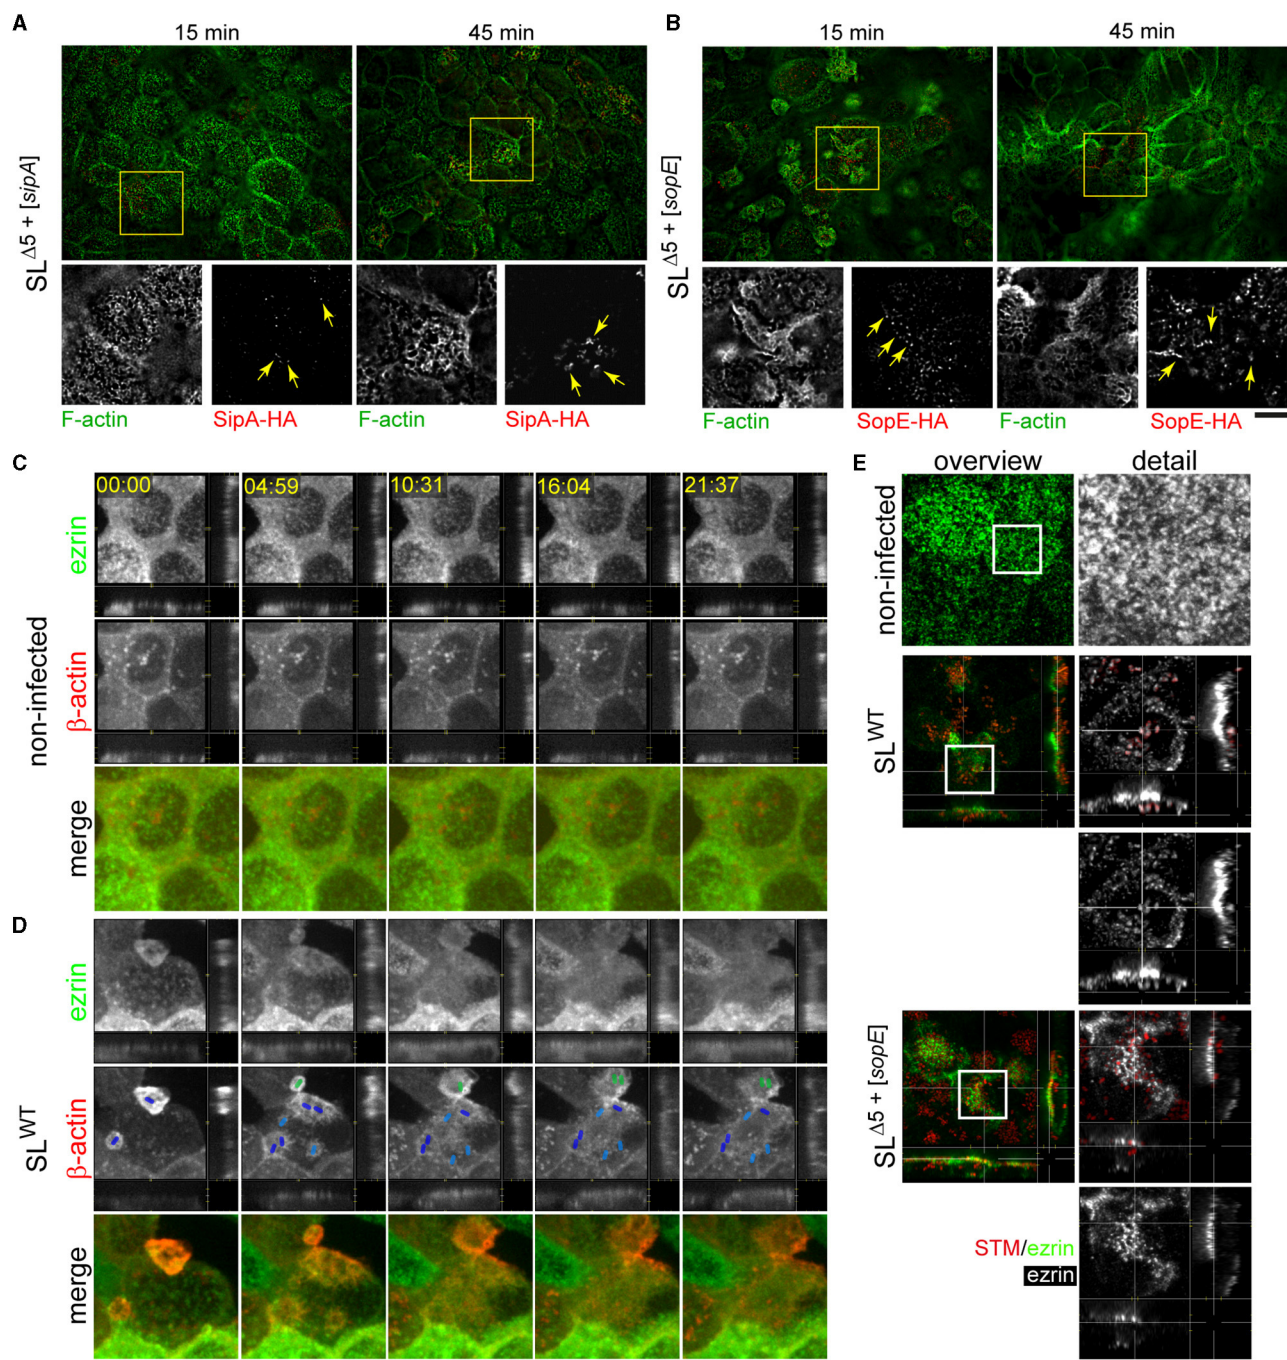 A
15 min
45 min
SL^Δ5 + [sipA]
F-actin
SipA-HA
F-actin
SipA-HA
B
15 min
45 min
SL^Δ5 + [sopE]
F-actin
SopE-HA
F-actin
SopE-HA
C
non-infected
ezrin
00:00
04:59
10:31
16:04
21:37
β-actin
merge
D
SL^WT
ezrin
β-actin
merge
E
overview
detail
non-infected
SL^WT
SL^Δ5 + [sopE]
STM/ezrin
ezrin